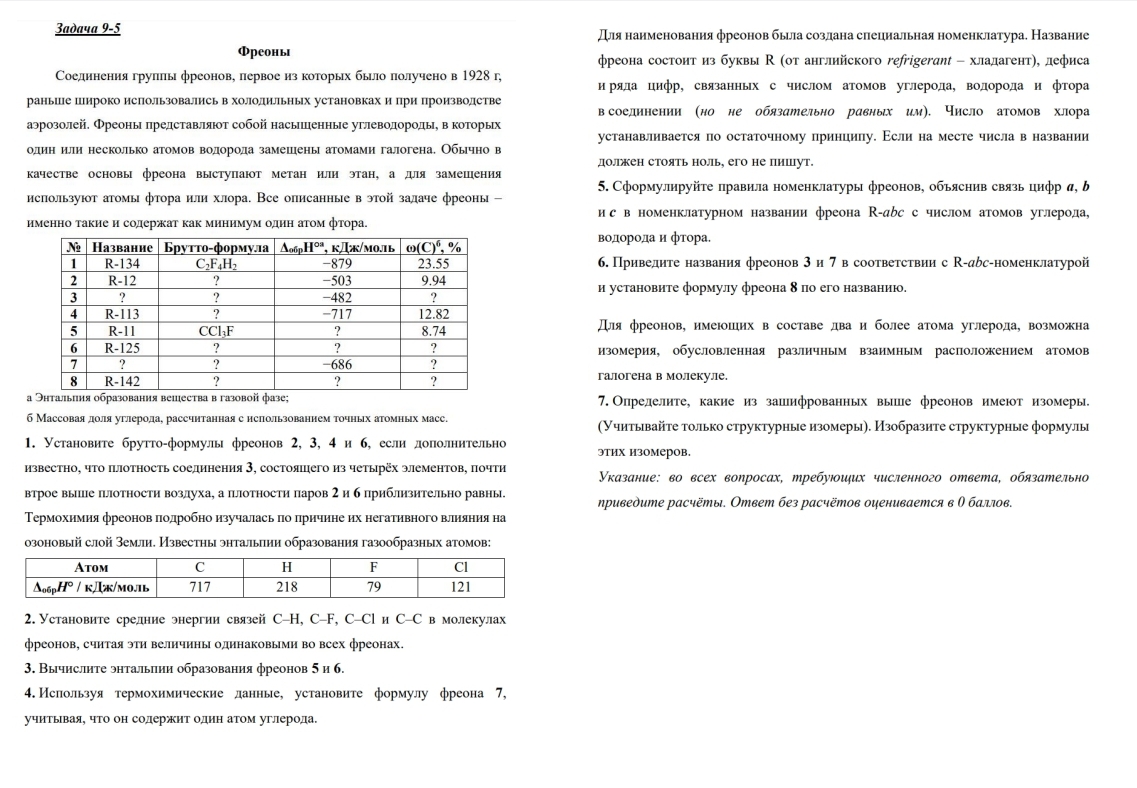 Задача 9-5
Фреоны
Соединения группы фреонов, первое из которых было получено в 1928 г,
раньше широко использовались в холодильных установках и при производстве
аэрозолей. Фреоны представляют собой насыщенные углеводороды, в которых
один или несколько атомов водорода замещены атомами галогена. Обычно в
качестве основы фреона выступают метан или этан, а для замещения
используют атомы фтора или хлора. Все описанные в этой задаче фреоны –
именно такие и содержат как минимум один атом фтора.
№ Название Брутто-формула ΔобрH°ᵃ, кДж/моль ω(C)ᵟ, %
1 R-134 C₂F₄H₂ −879 23.55
2 R-12 ? −503 9.94
3 ? ? −482 ?
4 R-113 ? −717 12.82
5 R-11 CCl₃F ? 8.74
6 R-125 ? ? ?
7 ? ? −686 ?
8 R-142 ? ? ?
а Энтальпия образования вещества в газовой фазе;
б Массовая доля углерода, рассчитанная с использованием точных атомных масс.
1. Установите брутто-формулы фреонов 2, 3, 4 и 6, если дополнительно
известно, что плотность соединения 3, состоящего из четырёх элементов, почти
втрое выше плотности воздуха, а плотности паров 2 и 6 приблизительно равны.
Термохимия фреонов подробно изучалась по причине их негативного влияния на
озоновый слой Земли. Известны энтальпии образования газообразных атомов:
Атом C H F Cl
ΔобрH° / кДж/моль 717 218 79 121
2. Установите средние энергии связей C–H, C–F, C–Cl и C–C в молекулах
фреонов, считая эти величины одинаковыми во всех фреонах.
3. Вычислите энтальпии образования фреонов 5 и 6.
4. Используя термохимические данные, установите формулу фреона 7,
учитывая, что он содержит один атом углерода.
Для наименования фреонов была создана специальная номенклатура. Название
фреона состоит из буквы R (от английского refrigerant – хладагент), дефиса
и ряда цифр, связанных с числом атомов углерода, водорода и фтора
в соединении (но не обязательно равных им). Число атомов хлора
устанавливается по остаточному принципу. Если на месте числа в названии
должен стоять ноль, его не пишут.
5. Сформулируйте правила номенклатуры фреонов, объяснив связь цифр a, b
и c в номенклатурном названии фреона R-abc с числом атомов углерода,
водорода и фтора.
6. Приведите названия фреонов 3 и 7 в соответствии с R-abc-номенклатурой
и установите формулу фреона 8 по его названию.
Для фреонов, имеющих в составе два и более атома углерода, возможна
изомерия, обусловленная различным взаимным расположением атомов
галогена в молекуле.
7. Определите, какие из зашифрованных выше фреонов имеют изомеры.
(Учитывайте только структурные изомеры). Изобразите структурные формулы
этих изомеров.
Указание: во всех вопросах, требующих численного ответа, обязательно
приведите расчёты. Ответ без расчётов оценивается в 0 баллов.